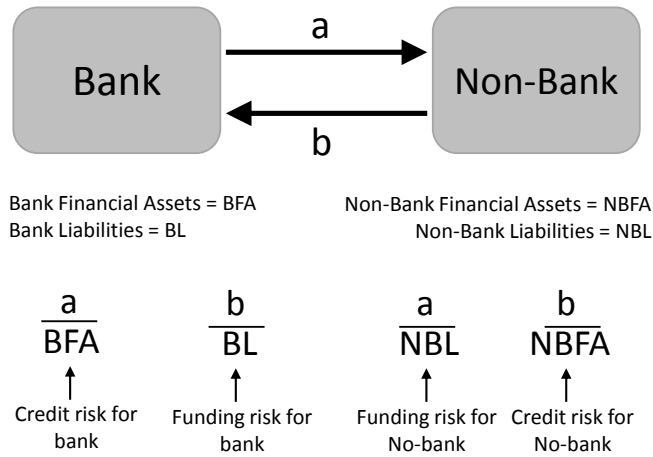 a
Bank
Non-Bank
b
Bank Financial Assets = BFA
Bank Liabilities = BL
Non-Bank Financial Assets = NBFA
Non-Bank Liabilities = NBL
a
BFA
b
BL
a
NBL
b
NBFA
Credit risk for
bank
Funding risk for
bank
Funding risk for
No-bank
Credit risk for
No-bank